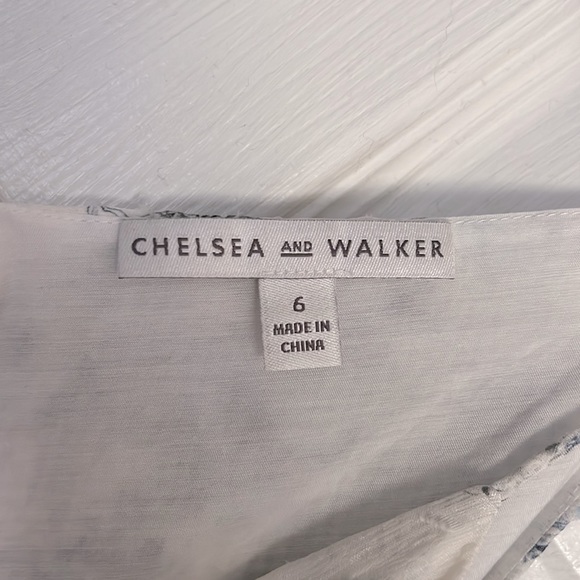 CHELSEA AND WALKER
6
MADE IN
CHINA